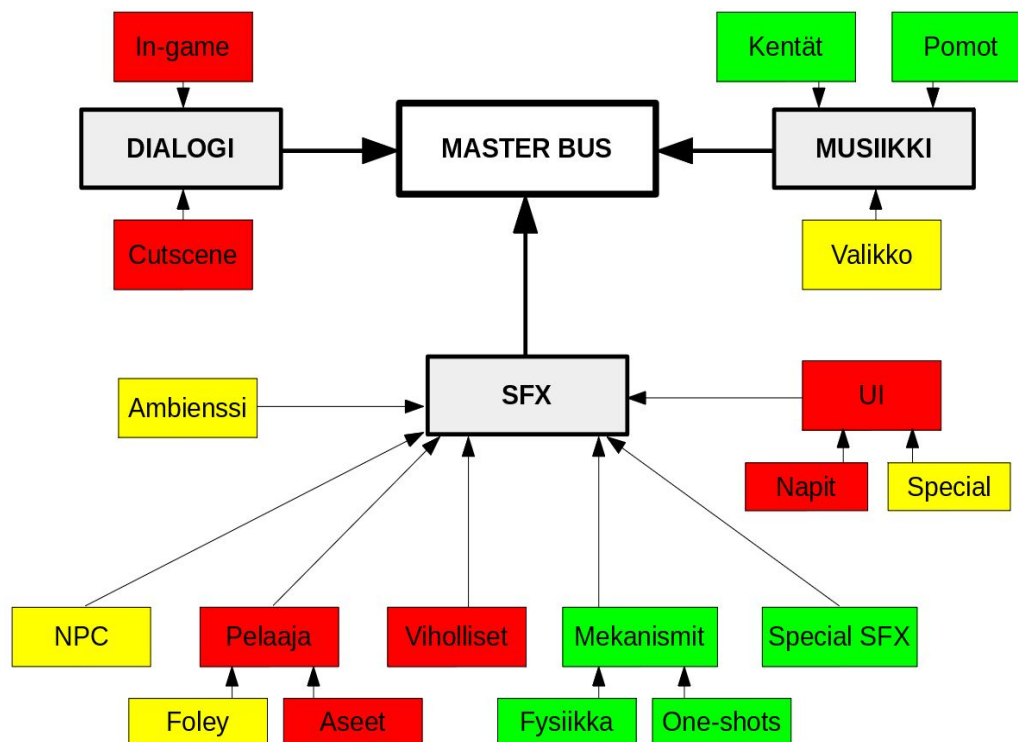 In-game
Kentät
Pomot
DIALOGI
MASTER BUS
MUSIIKKI
Cutscene
Valikko
Ambienssi
SFX
UI
Napit
Special
NPC
Pelaaja
Viholliset
Mekanismit
Special SFX
Foley
Aseet
Fysiikka
One-shots